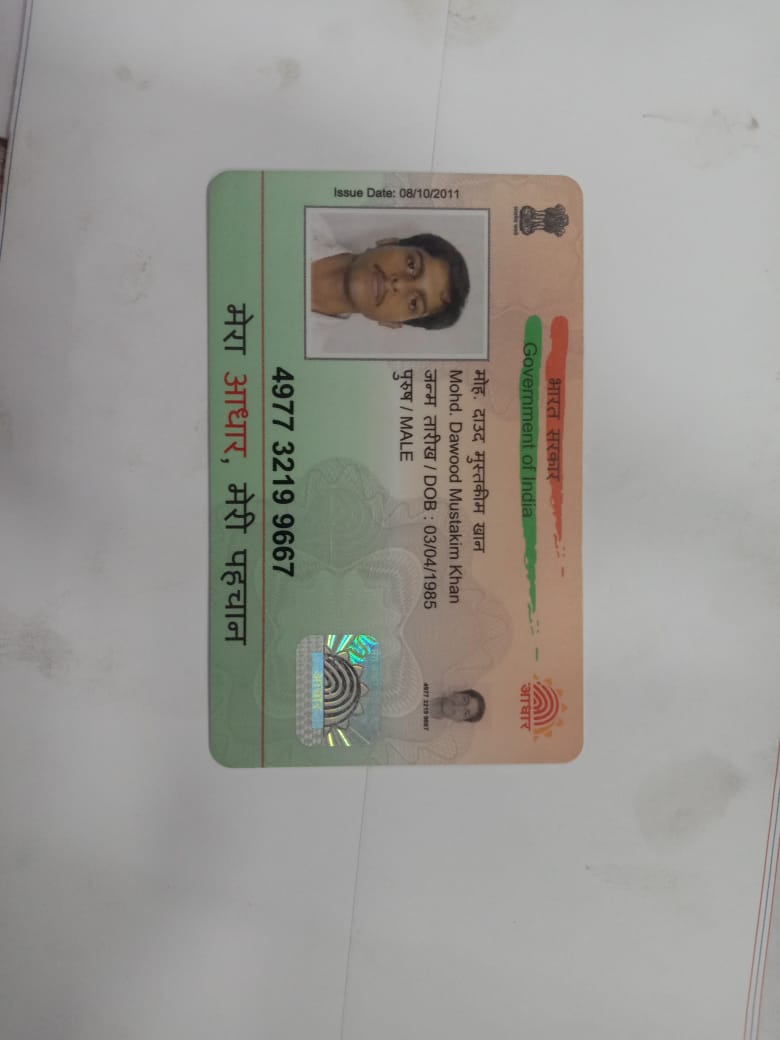 भारत सरकार
Government of India
आधार
Issue Date: 08/10/2011
मोह. दाउद मुस्तकीम खान
Mohd. Dawood Mustakim Khan
जन्म तारीख / DOB : 03/04/1985
पुरुष / MALE
4977 3219 9667
4977 3219 9667
आधार
मेरा आधार, मेरी पहचान